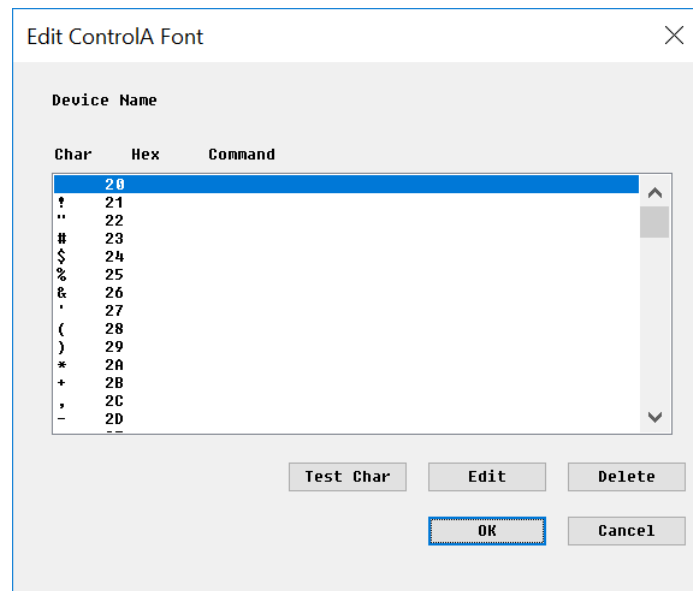 Edit ControlA Font
Device Name
Char Hex Command
20
! 21
" 22
# 23
$ 24
% 25
& 26
' 27
( 28
) 29
* 2A
+ 2B
, 2C
- 2D
Test Char Edit Delete
OK Cancel